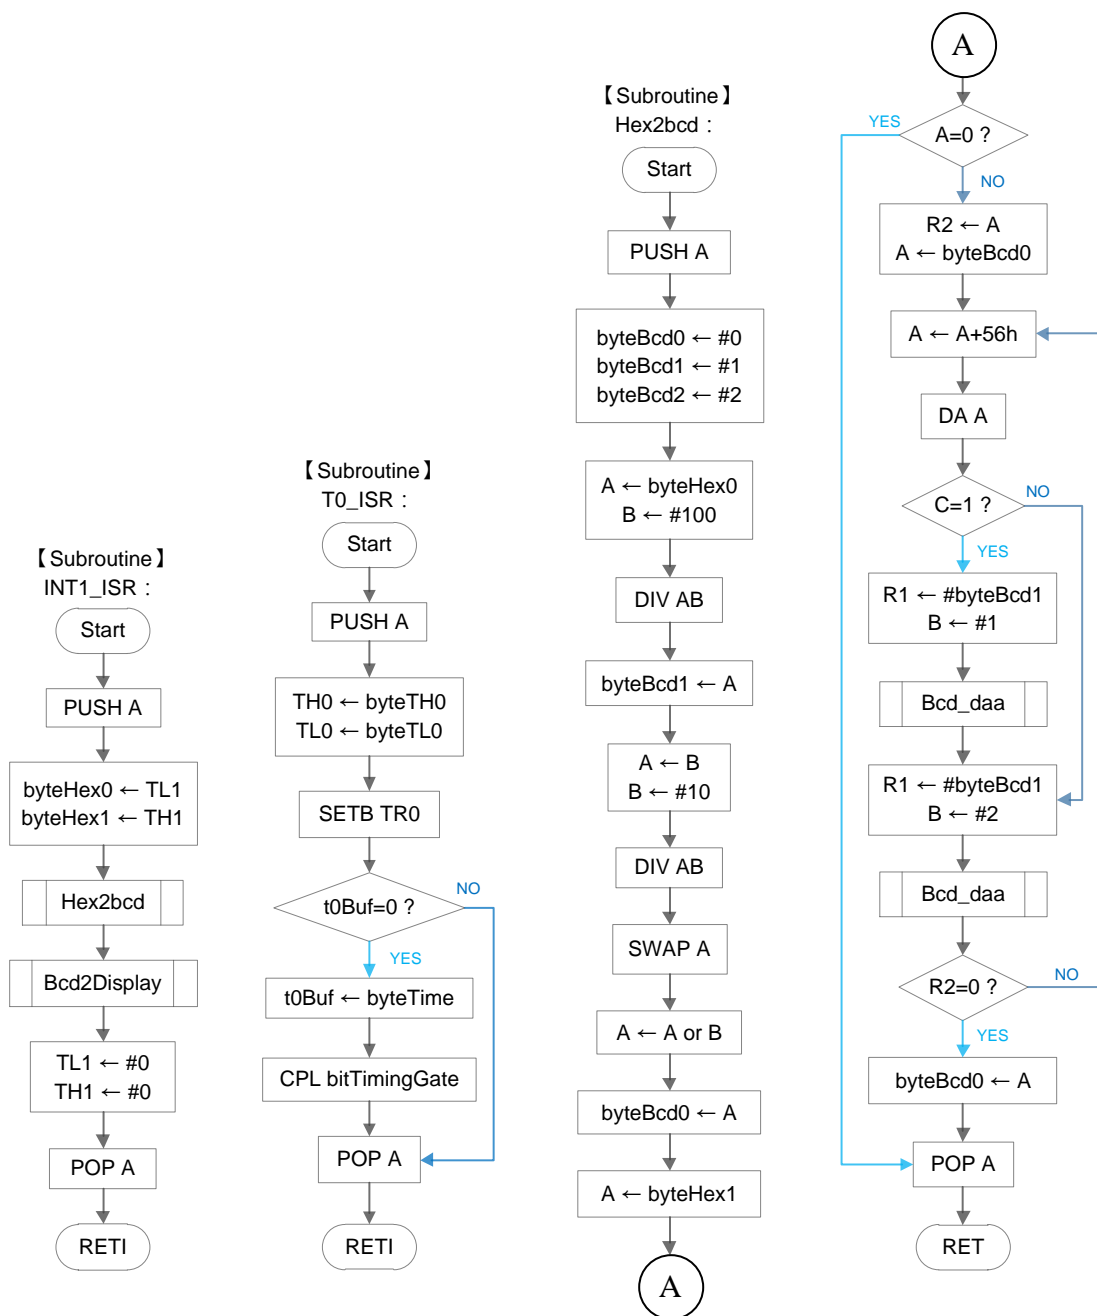 【Subroutine】
INT1_ISR：
Start
PUSH A
byteHex0 ← TL1
byteHex1 ← TH1
Hex2bcd
Bcd2Display
TL1 ← #0
TH1 ← #0
POP A
RETI
【Subroutine】
T0_ISR：
Start
PUSH A
TH0 ← byteTH0
TL0 ← byteTL0
SETB TR0
t0Buf=0 ?
NO
YES
t0Buf ← byteTime
CPL bitTimingGate
POP A
RETI
【Subroutine】
Hex2bcd：
Start
PUSH A
byteBcd0 ← #0
byteBcd1 ← #1
byteBcd2 ← #2
A ← byteHex0
B ← #100
DIV AB
byteBcd1 ← A
A ← B
B ← #10
DIV AB
SWAP A
A ← A or B
byteBcd0 ← A
A ← byteHex1
A
A
A=0 ?
YES
NO
R2 ← A
A ← byteBcd0
A ← A+56h
DA A
C=1 ?
NO
YES
R1 ← #byteBcd1
B ← #1
Bcd_daa
R1 ← #byteBcd1
B ← #2
Bcd_daa
R2=0 ?
NO
YES
byteBcd0 ← A
POP A
RET